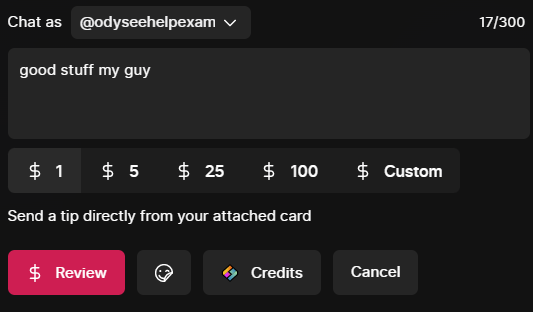 Chat as @odyseehelpexam 17/300
good stuff my guy
$ 1 $ 5 $ 25 $ 100 $ Custom
Send a tip directly from your attached card
$ Review Credits Cancel